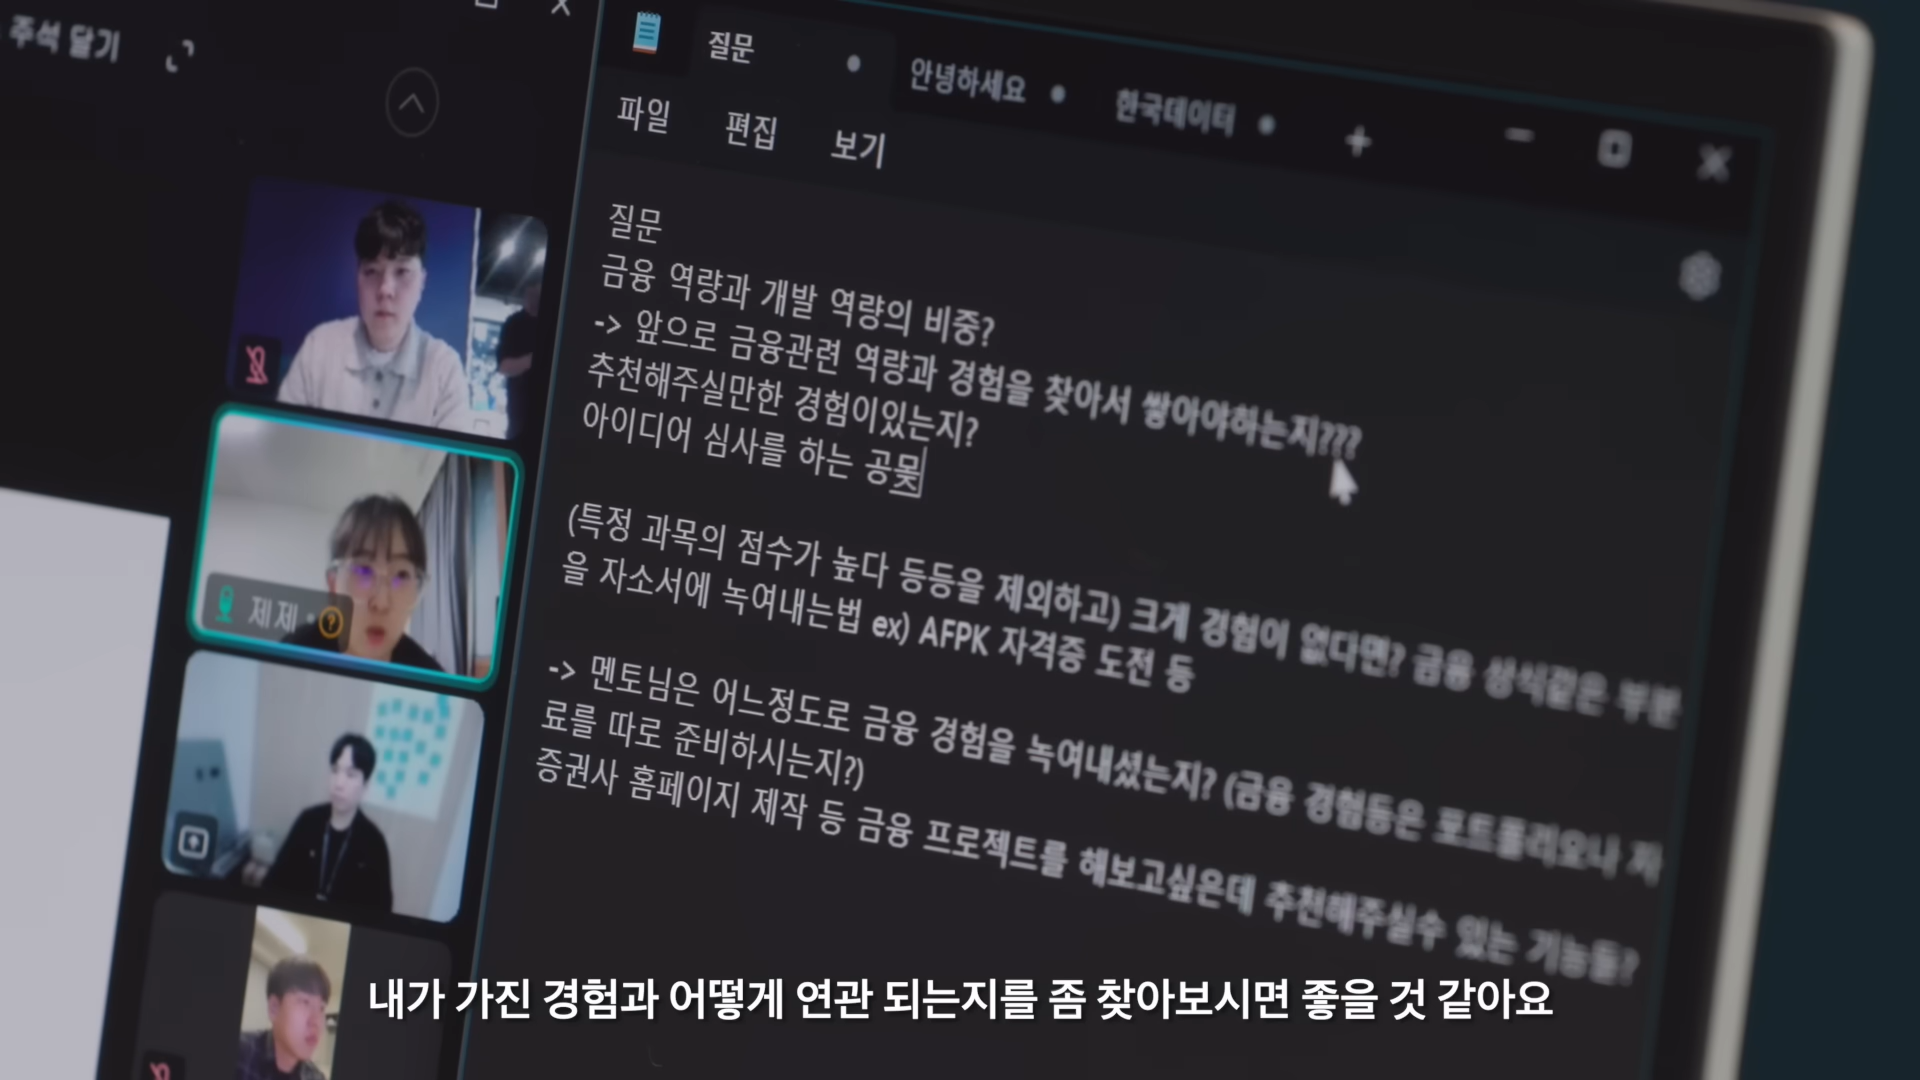 주석 달기
질문
안녕하세요
한국데이터
파일 편집 보기
질문
금융 역량과 개발 역량의 비중?
-> 앞으로 금융관련 역량과 경험을 찾아서 쌓아야하는지???
추천해주실만한 경험이있는지?
아이디어 심사를 하는 공못
(특정 과목의 점수가 높다 등등을 제외하고) 크게 경험이 없다면? 금융 상식같은 부분
을 자소서에 녹여내는법 ex) AFPK 자격증 도전 등
-> 멘토님은 어느정도로 금융 경험을 녹여내셨는지? (금융 경험등은 포트폴리오나 자
료를 따로 준비하시는지?)
증권사 홈페이지 제작 등 금융 프로젝트를 해보고싶은데 추천해주실수 있는 기능들?
제제
내가 가진 경험과 어떻게 연관 되는지를 좀 찾아보시면 좋을 것 같아요